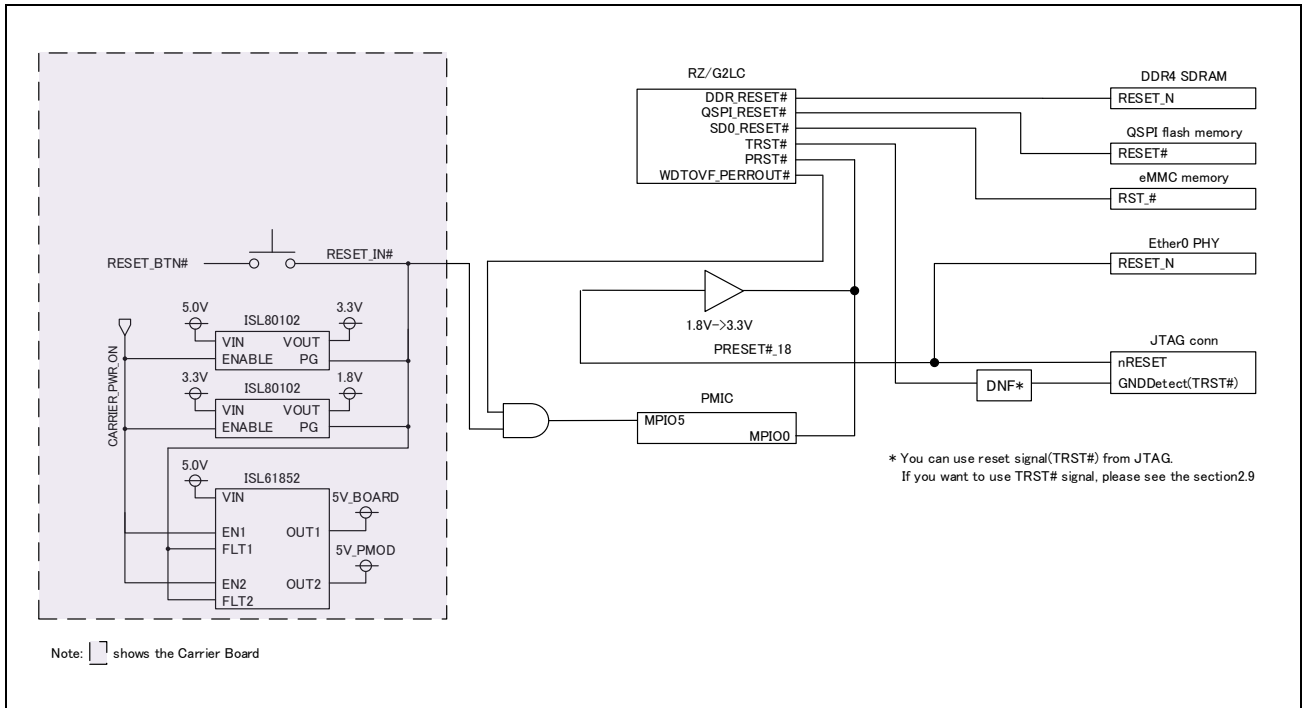 RZ/G2LC
DDR_RESET#
QSPI_RESET#
SD0_RESET#
TRST#
PRST#
WDTOVF_PERROUT#
DDR4 SDRAM
RESET_N
QSPI flash memory
RESET#
eMMC memory
RST_#
Ether0 PHY
RESET_N
JTAG conn
nRESET
GNDDetect(TRST#)
DNF*
RESET_BTN#
RESET_IN#
1.8V->3.3V
PRESET#_18
PMIC
MPIO5
MPIO0
CARRIER_PWR_ON
5.0V
ISL80102
3.3V
VIN
VOUT
ENABLE
PG
3.3V
ISL80102
1.8V
VIN
VOUT
ENABLE
PG
5.0V
ISL61852
VIN
5V_BOARD
EN1
OUT1
FLT1
5V_PMOD
EN2
OUT2
FLT2
* You can use reset signal(TRST#) from JTAG.
If you want to use TRST# signal, please see the section2.9
Note: shows the Carrier Board